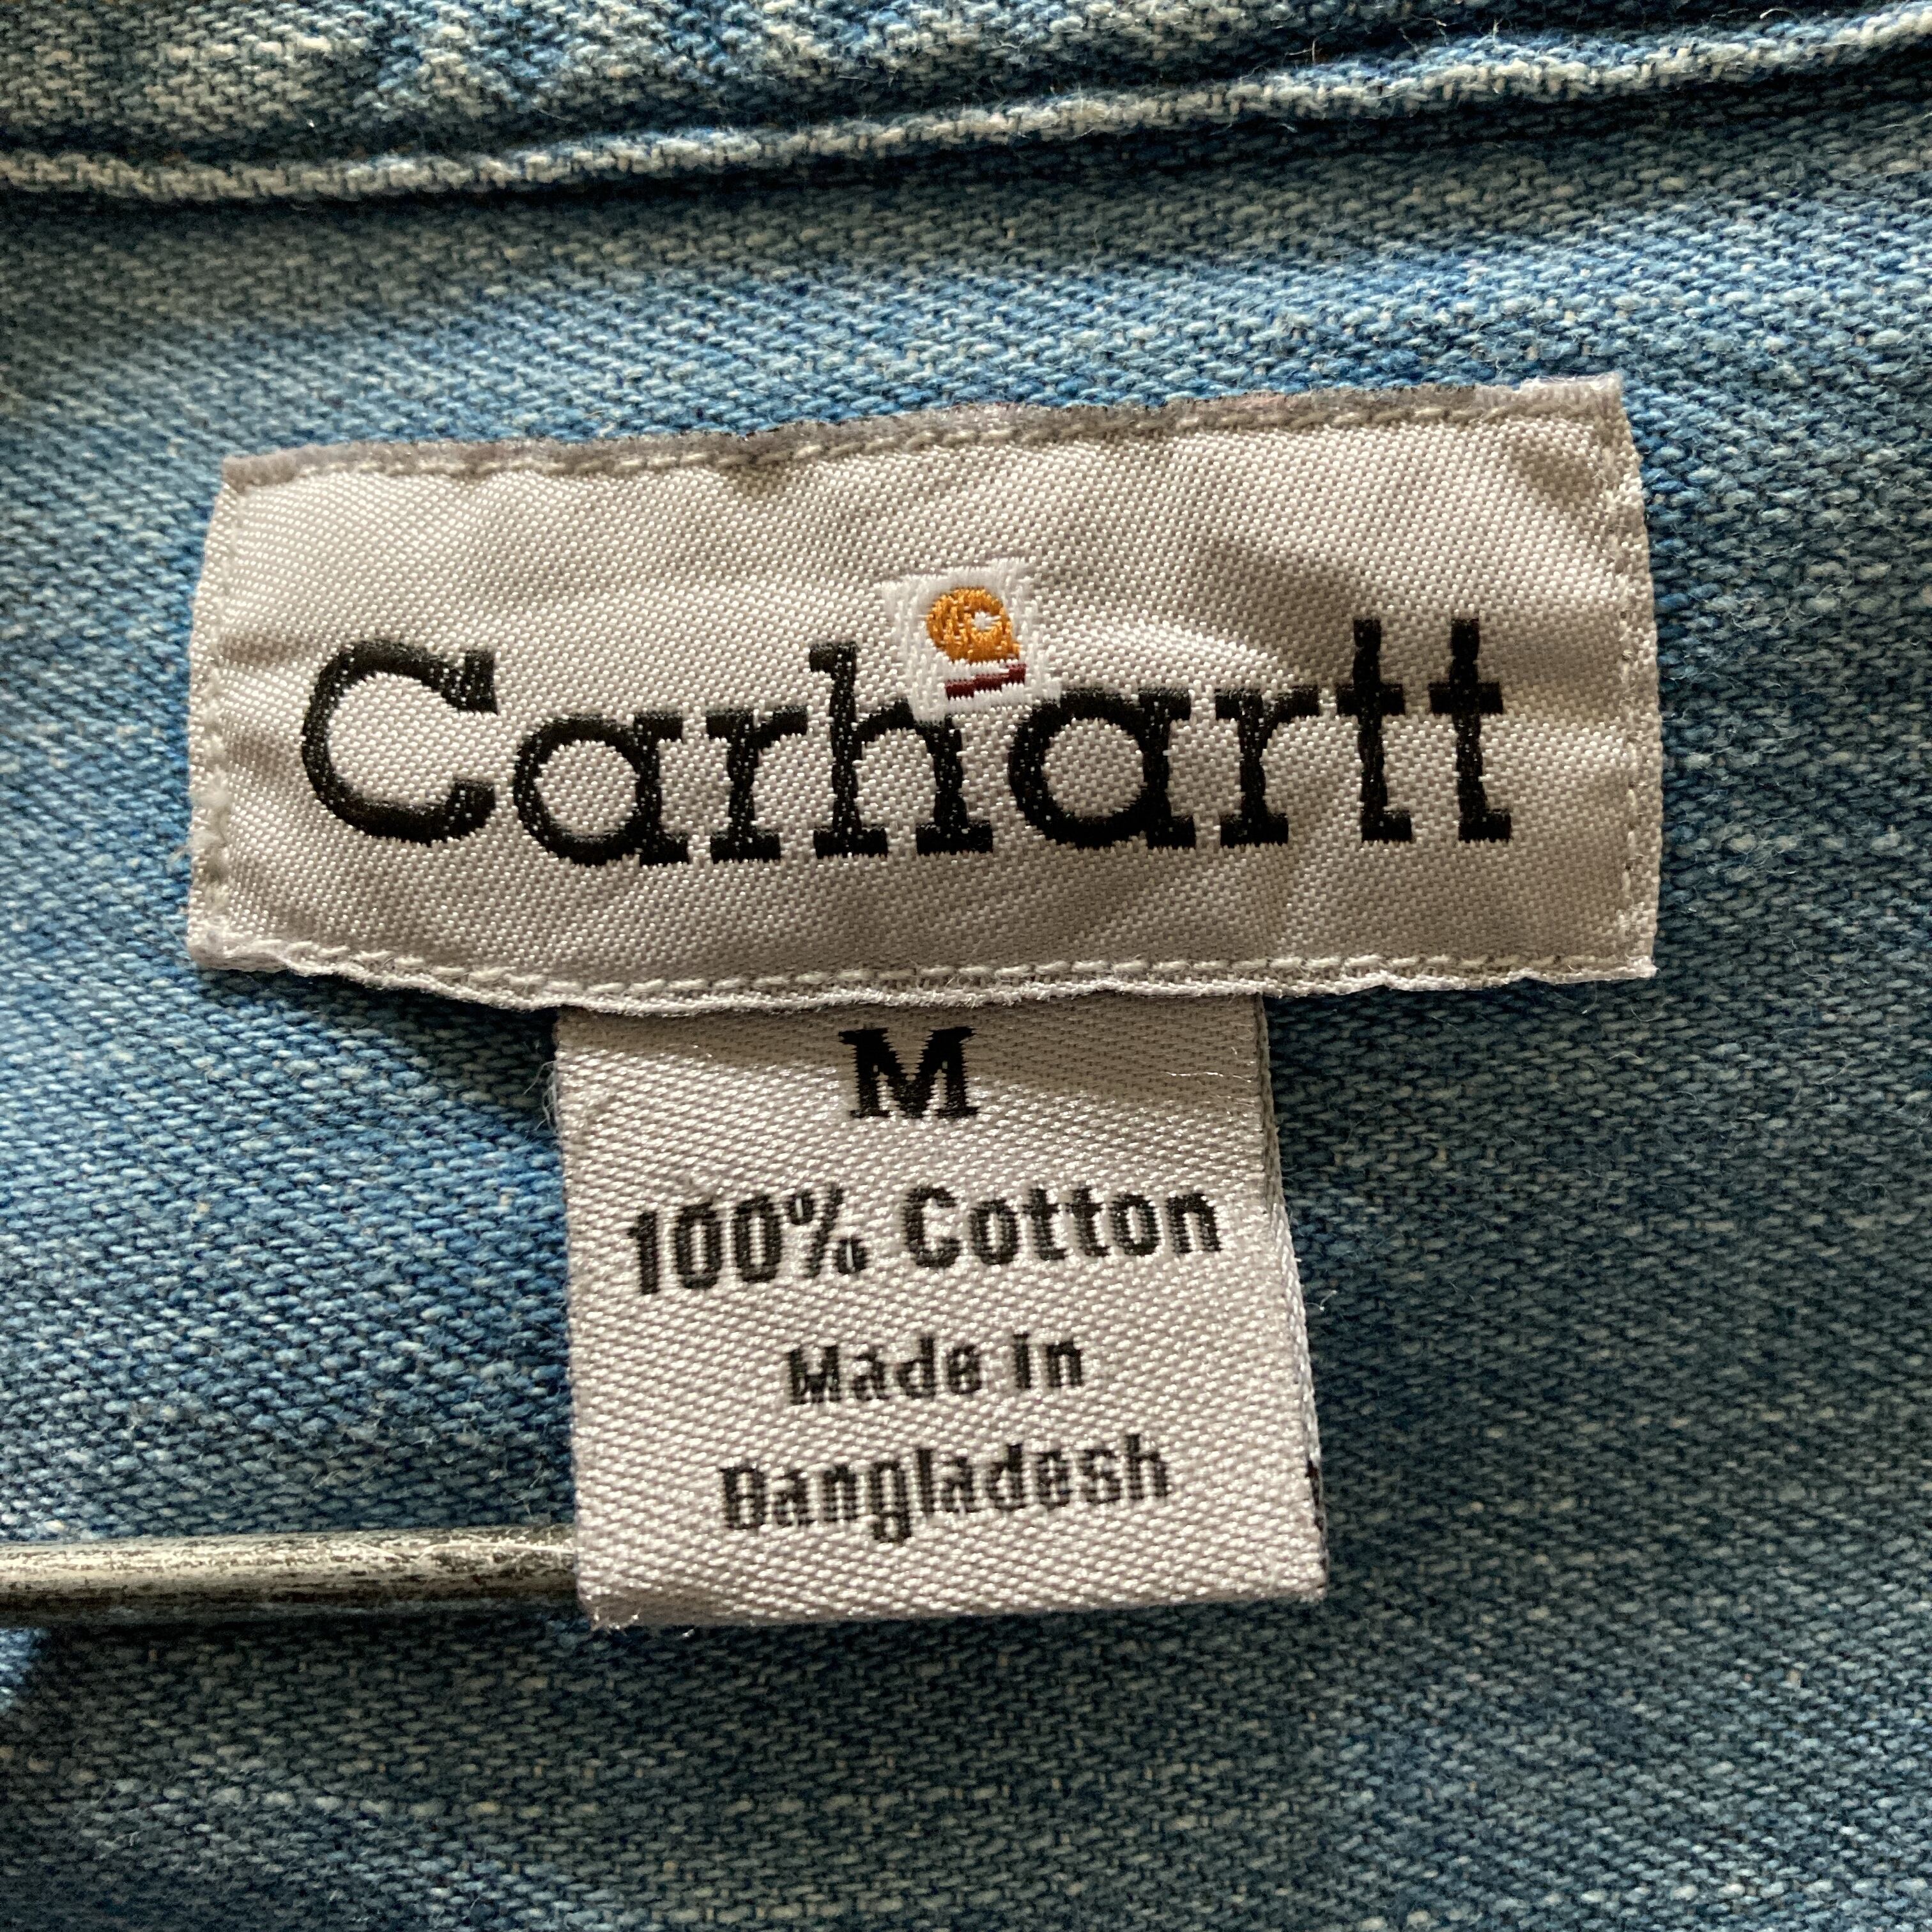 Carhartt
M
100% Cotton
Made in
Bangladesh